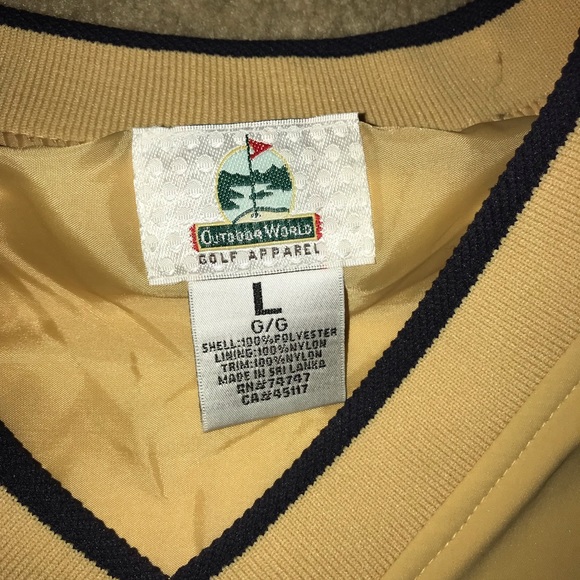 OUTDOOR WORLD
GOLF APPAREL
L
G/G
SHELL:100%POLYESTER
LINING:100%NYLON
TRIM:100%NYLON
MADE IN SRI LANKA
RN#74747
CA#45117